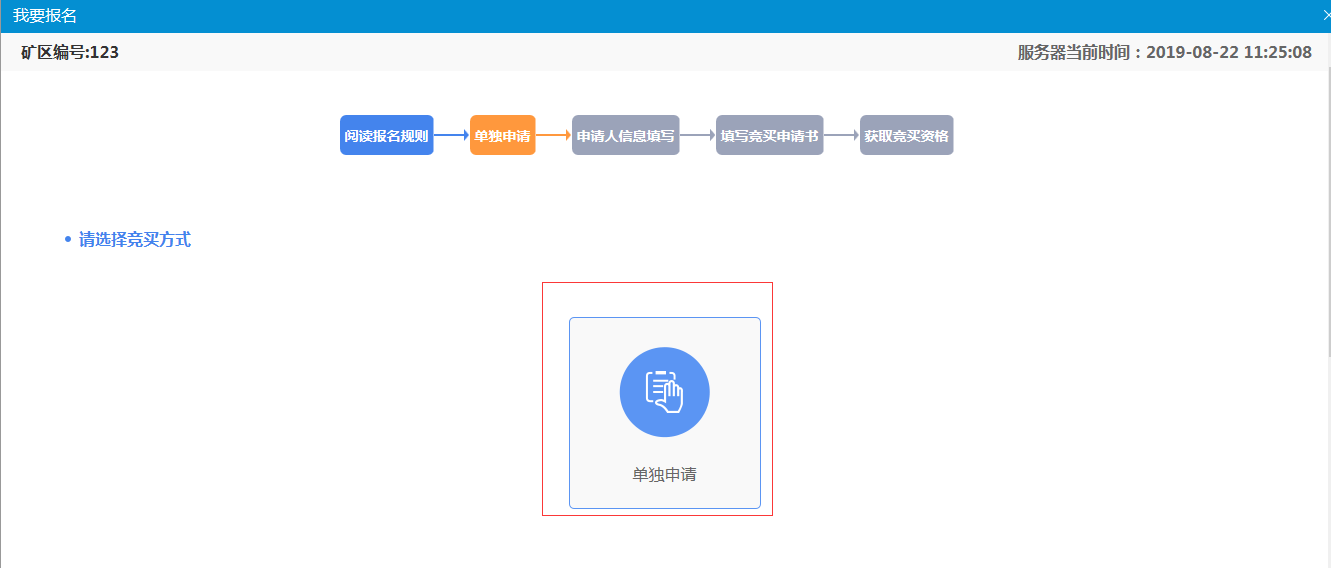 我要报名
矿区编号:123
服务器当前时间：2019-08-22 11:25:08
阅读报名规则
单独申请
申请人信息填写
填写竞买申请书
获取竞买资格
请选择竞买方式
单独申请